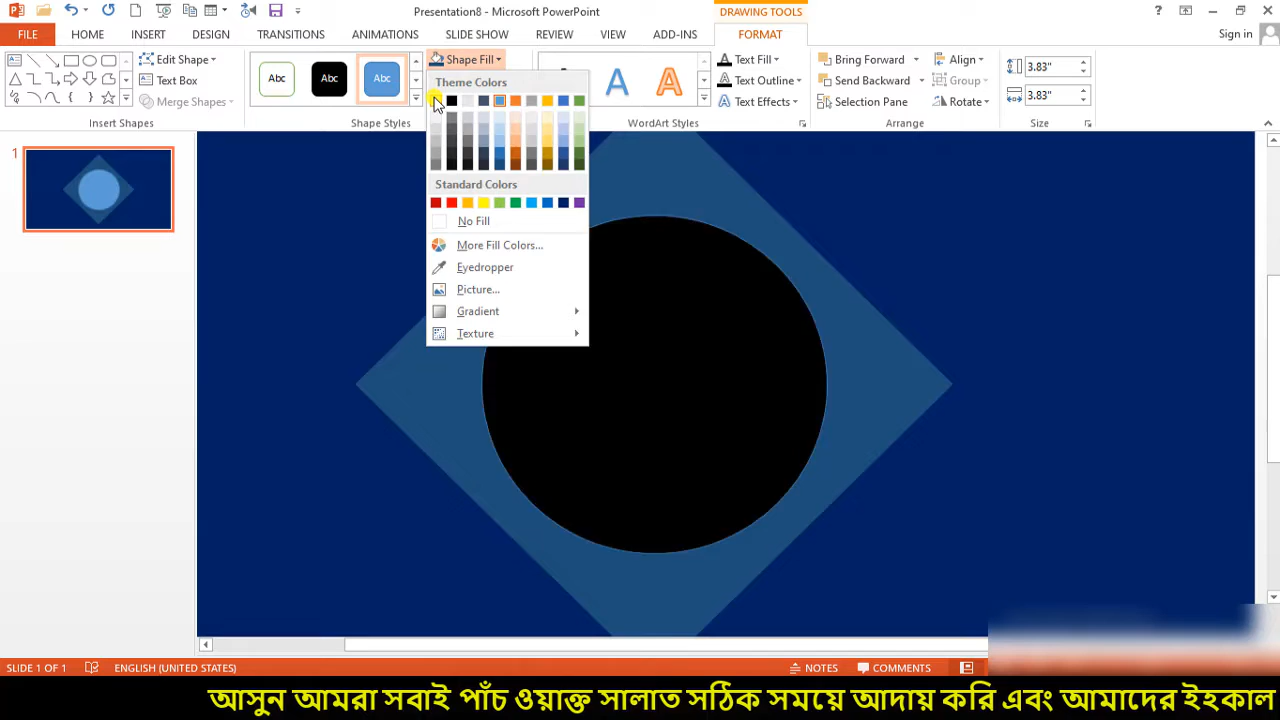 Presentation8 - Microsoft PowerPoint
DRAWING TOOLS
FILE HOME INSERT DESIGN TRANSITIONS ANIMATIONS SLIDE SHOW REVIEW VIEW ADD-INS FORMAT Sign in
Edit Shape
Text Box
Merge Shapes
Insert Shapes
Abc Abc Abc
Shape Styles
Shape Fill
Theme Colors
Standard Colors
No Fill
More Fill Colors...
Eyedropper
Picture...
Gradient
Texture
A A
WordArt Styles
Text Fill
Text Outline
Text Effects
Bring Forward
Send Backward
Selection Pane
Align
Group
Rotate
Arrange
3.83"
3.83"
Size
1
SLIDE 1 OF 1 ENGLISH (UNITED STATES) NOTES COMMENTS
আসুন আমরা সবাই পাঁচ ওয়াক্ত সালাত সঠিক সময়ে আদায় করি এবং আমাদের ইহকাল